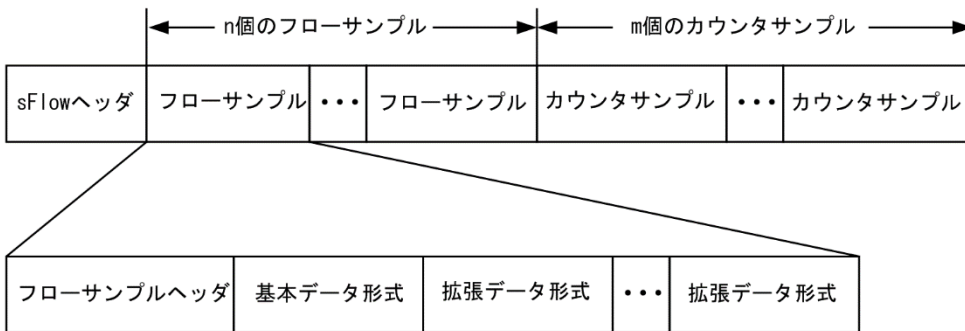 n個のフローサンプル m個のカウンタサンプル
sFlowヘッダ フローサンプル ・・・ フローサンプル カウンタサンプル ・・・ カウンタサンプル
フローサンプルヘッダ 基本データ形式 拡張データ形式 ・・・ 拡張データ形式